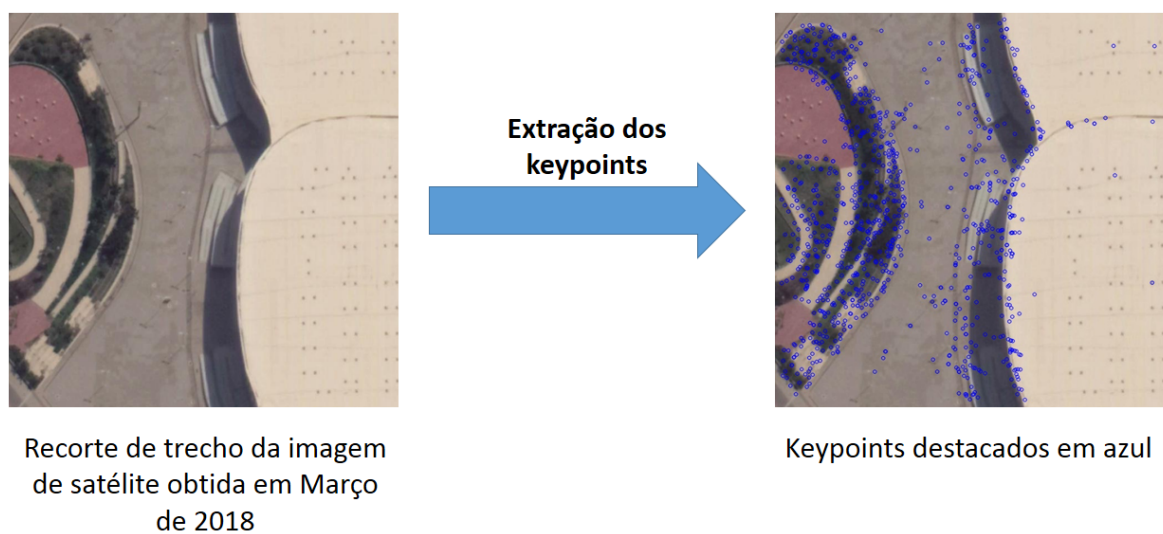 Extração dos
keypoints
Recorte de trecho da imagem
de satélite obtida em Março
de 2018
Keypoints destacados em azul